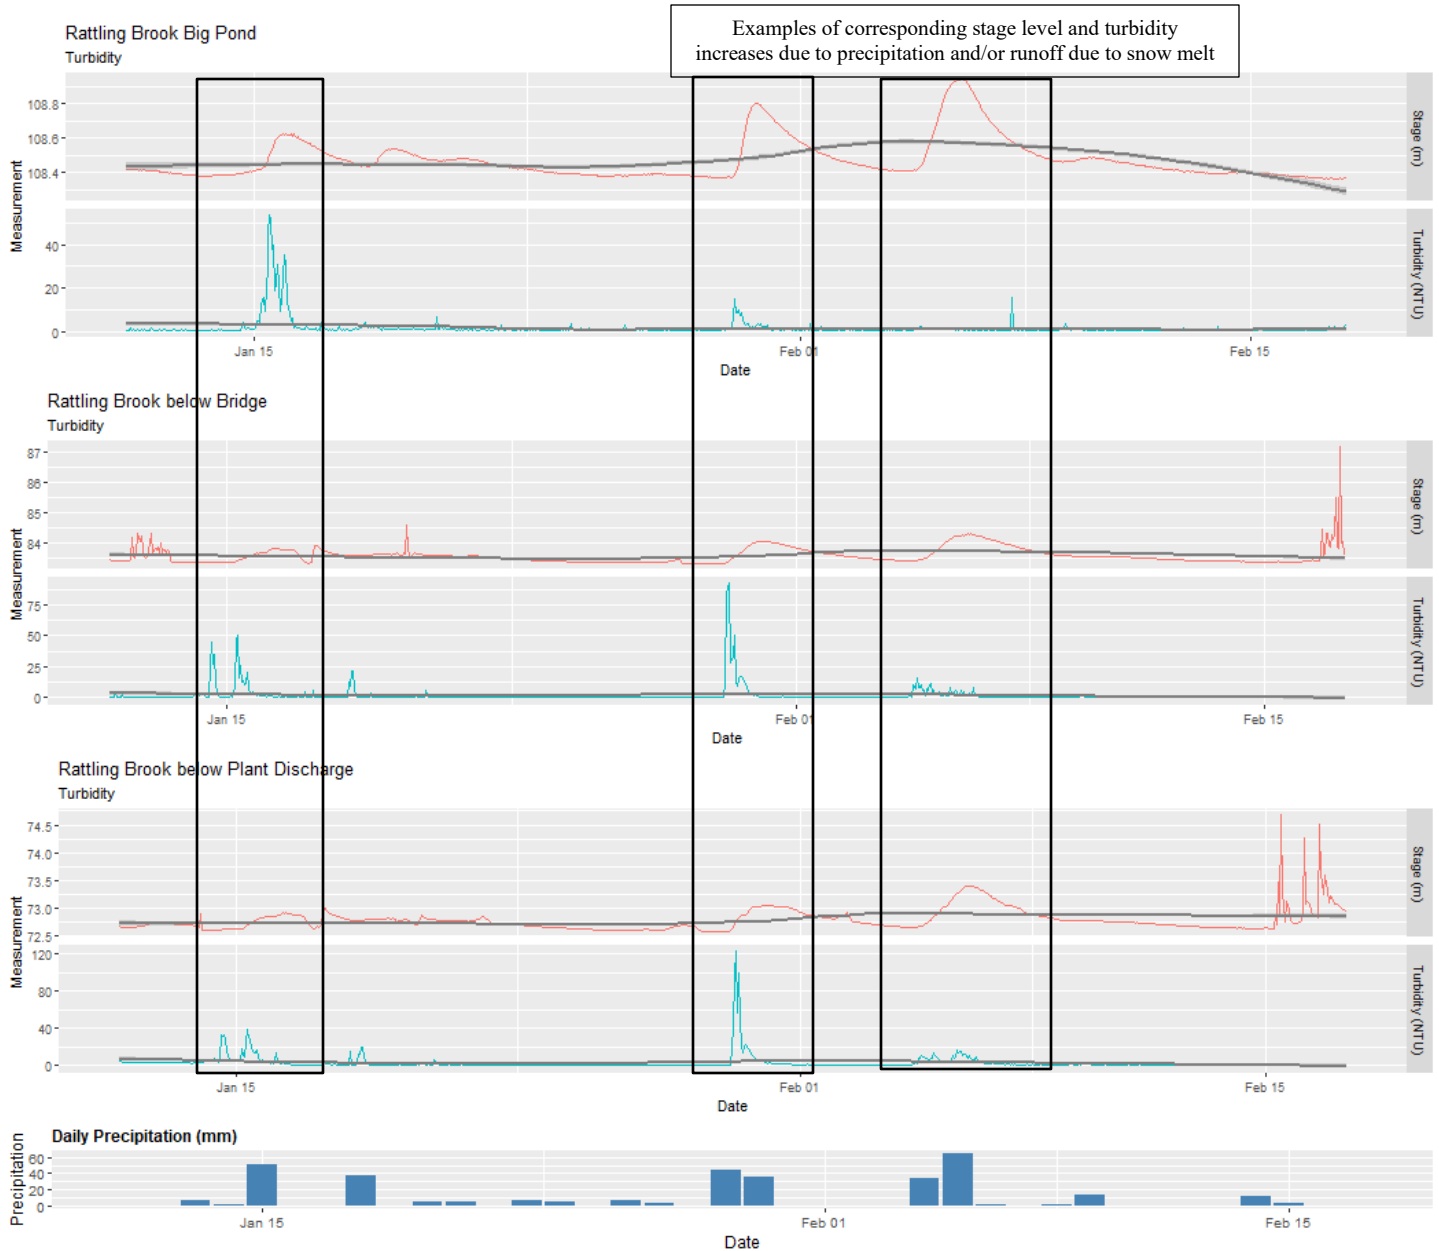 Examples of corresponding stage level and turbidity
increases due to precipitation and/or runoff due to snow melt
Rattling Brook Big Pond
Turbidity
Measurement
108.8
108.6
108.4
Stage (m)
40
20
0
Turbidity (NTU)
Jan 15
Feb 01
Feb 15
Date
Rattling Brook below Bridge
Turbidity
Measurement
87
86
85
84
Stage (m)
75
50
25
0
Turbidity (NTU)
Jan 15
Feb 01
Feb 15
Date
Rattling Brook below Plant Discharge
Turbidity
Measurement
74.5
74.0
73.5
73.0
72.5
Stage (m)
120
80
40
0
Turbidity (NTU)
Jan 15
Feb 01
Feb 15
Date
Daily Precipitation (mm)
Precipitation
60
40
20
0
Jan 15
Feb 01
Feb 15
Date